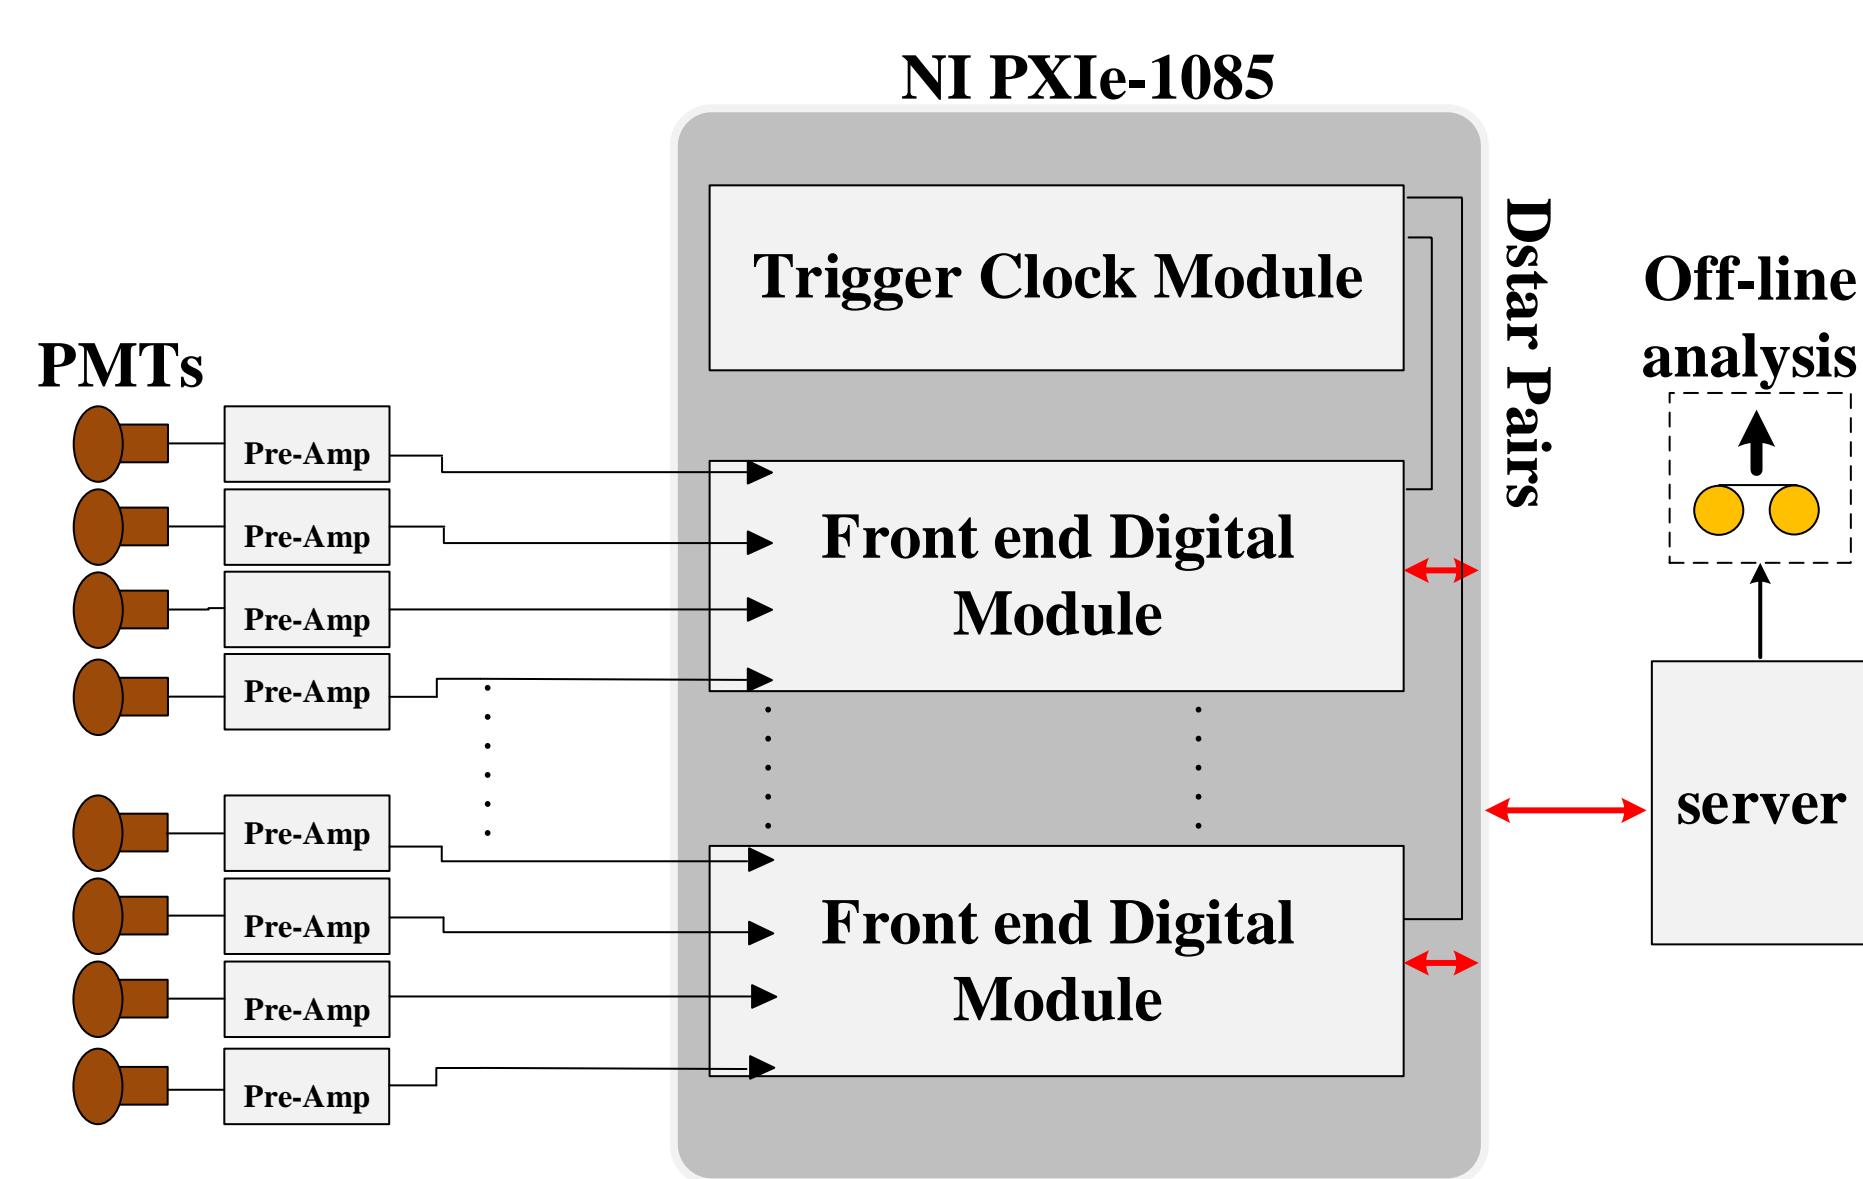 NI PXIe-1085
Trigger Clock Module
Dstar Pairs
Off-line
analysis
PMTs
Pre-Amp
Pre-Amp
Pre-Amp
Pre-Amp
Front end Digital
Module
server
Pre-Amp
Pre-Amp
Pre-Amp
Pre-Amp
Front end Digital
Module